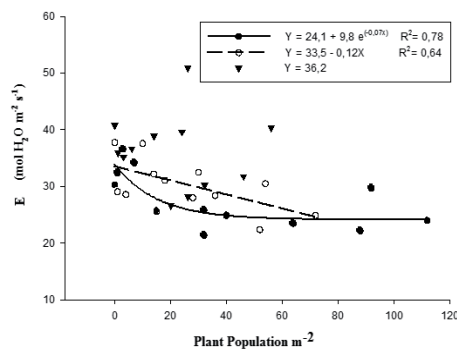 Y = 24,1 + 9,8 e(-0,07x) R²= 0,78
Y = 33,5 - 0,12X R²= 0,64
Y = 36,2
E (mol H₂O m⁻² s⁻¹)
60
50
40
30
20
10
0 20 40 60 80 100 120
Plant Population m⁻²